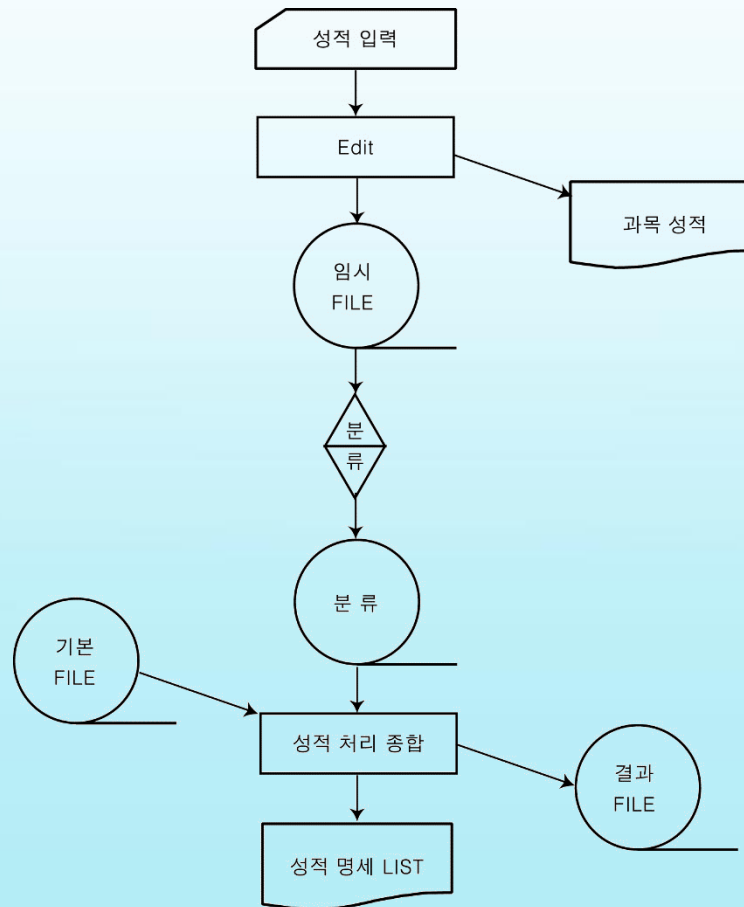 성적 입력
Edit
과목 성적
임시
FILE
분
류
분 류
기본
FILE
성적 처리 종합
결과
FILE
성적 명세 LIST